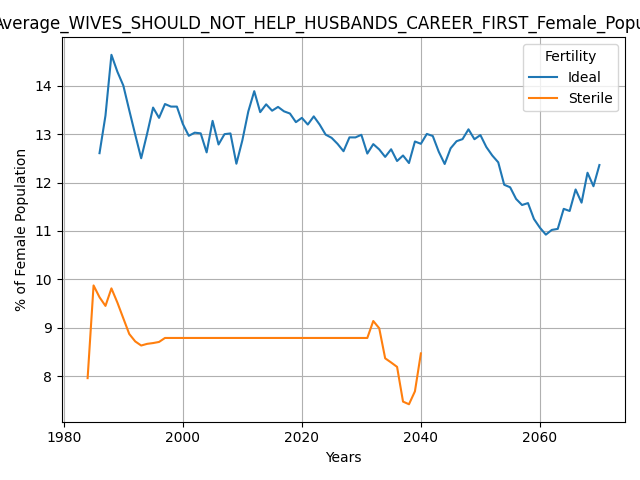 Average_WIVES_SHOULD_NOT_HELP_HUSBANDS_CAREER_FIRST_Female_Popu
Fertility
Ideal
Sterile
% of Female Population
14
13
12
11
10
9
8
1980 2000 2020 2040 2060
Years